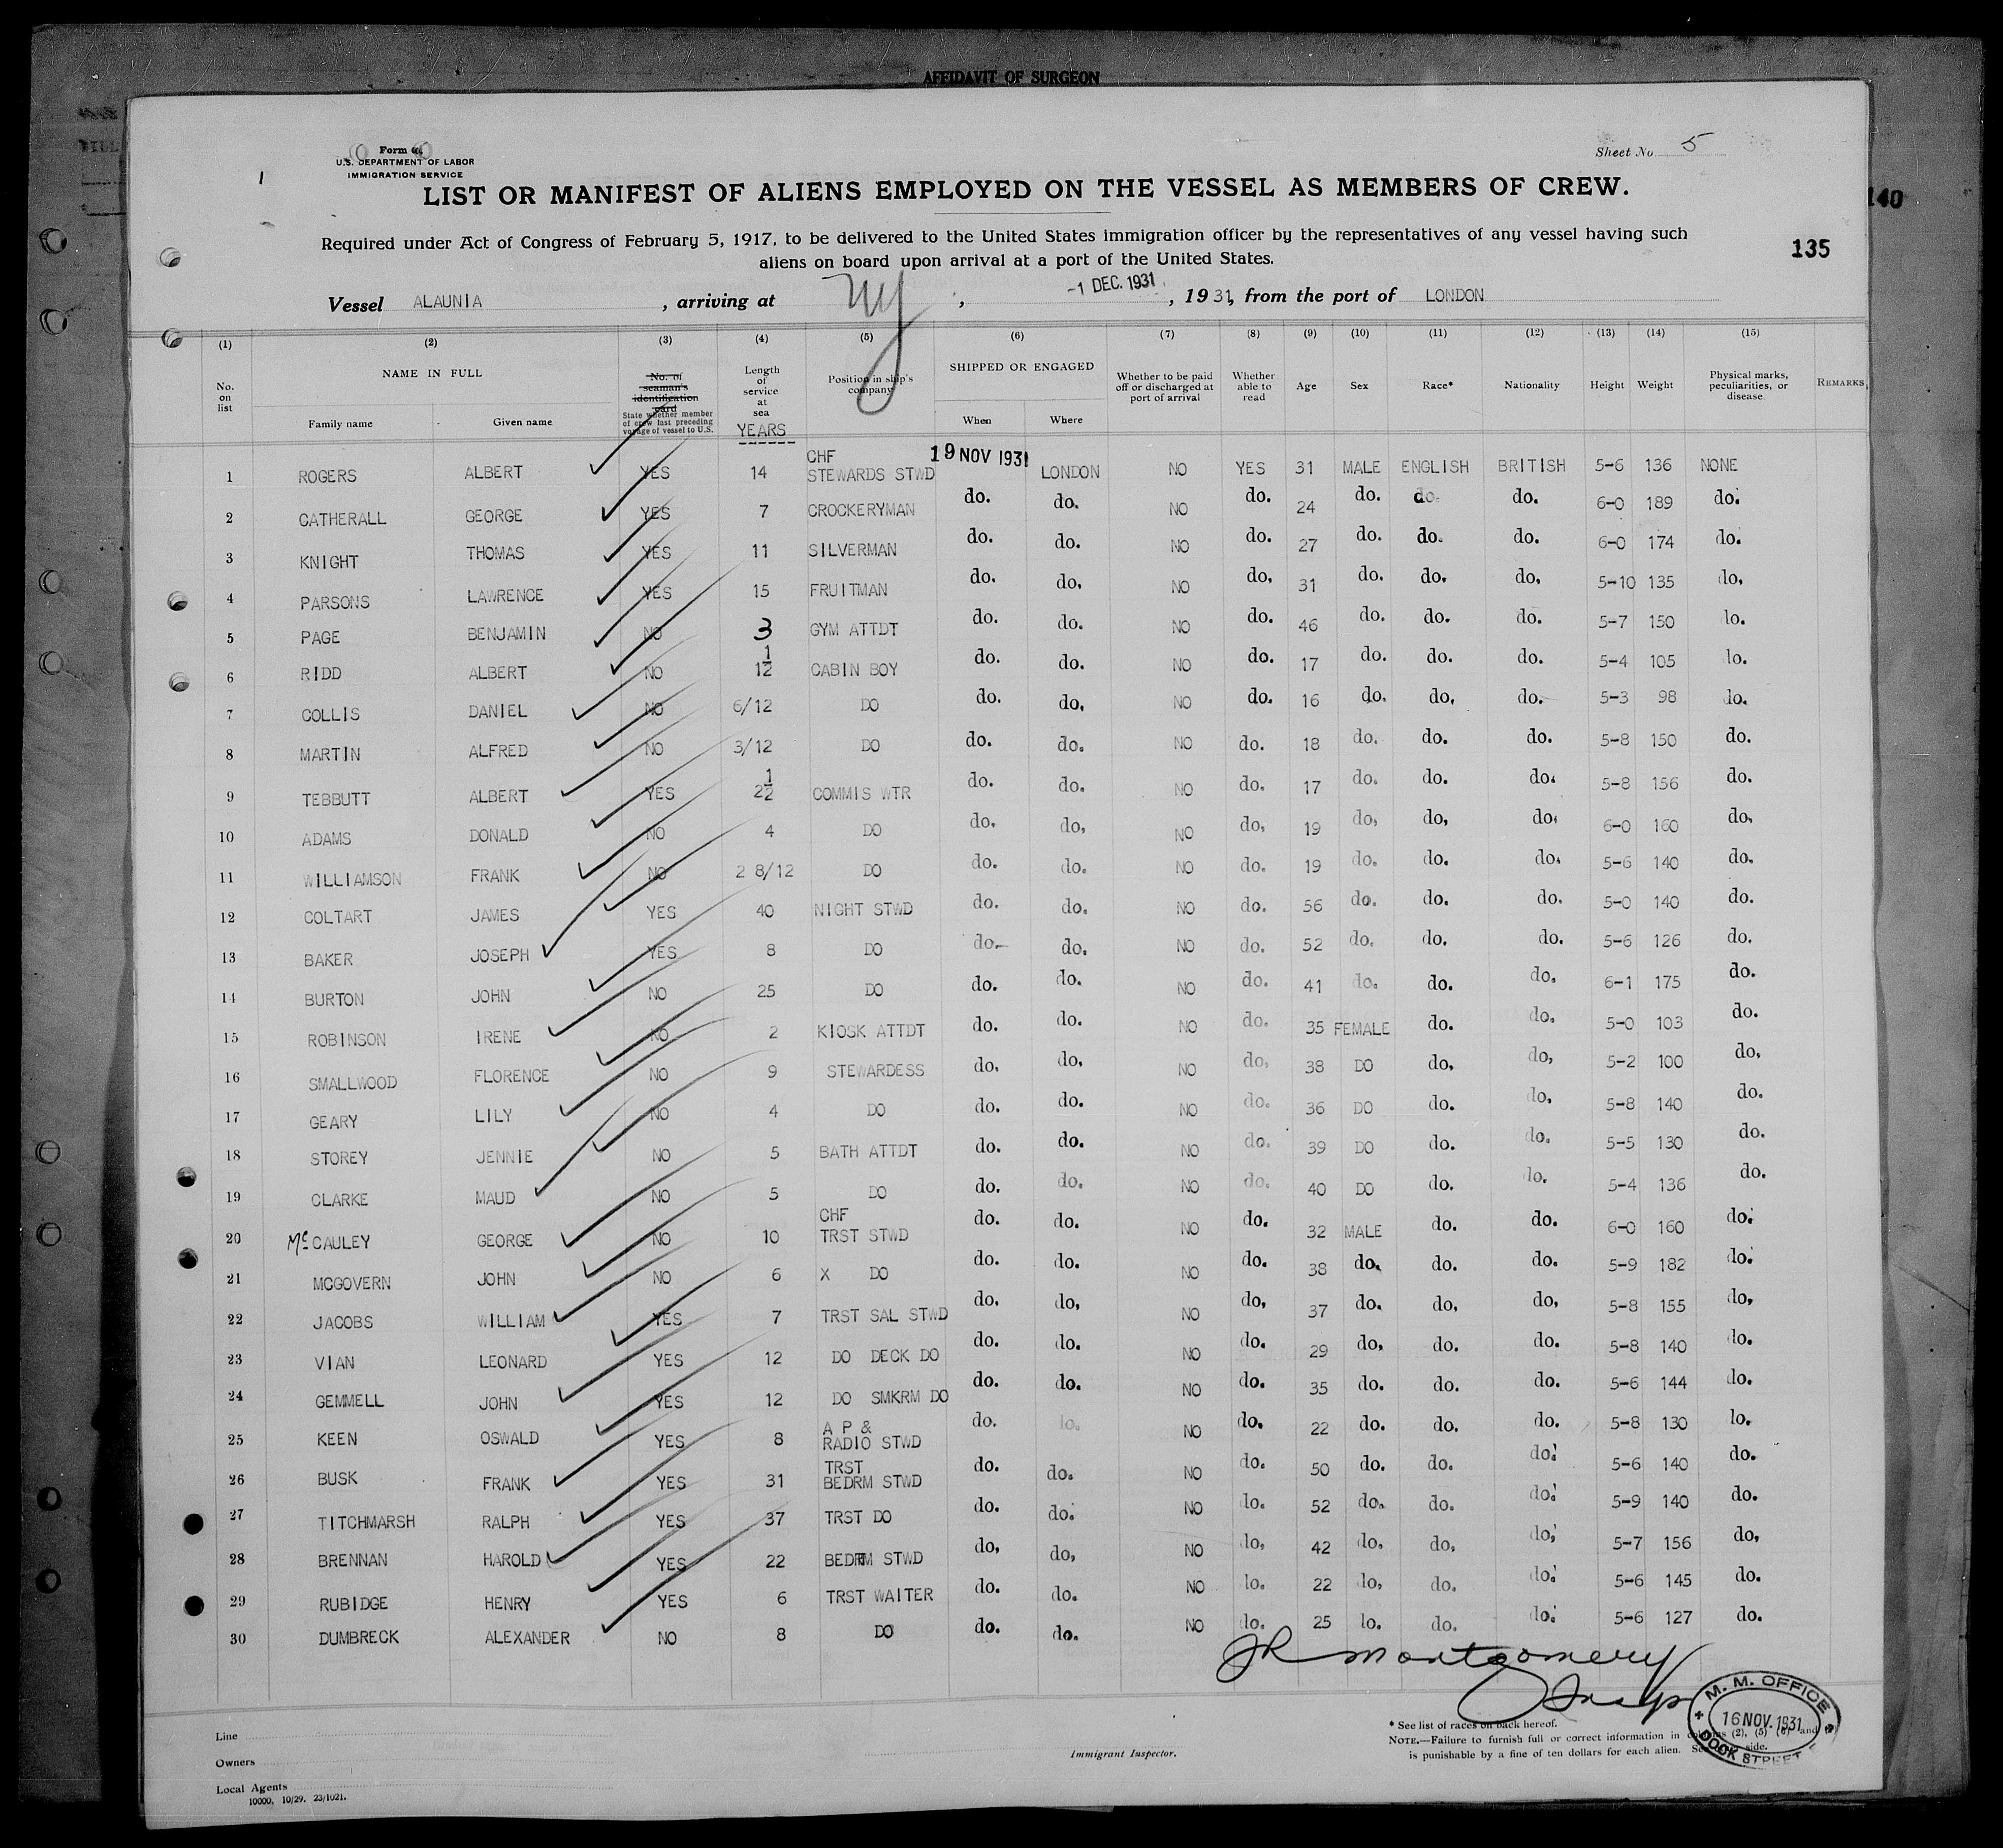 AFFIDAVIT OF SURGEON
Form
U.S. DEPARTMENT OF LABOR
IMMIGRATION SERVICE
Sheet No 5
LIST OR MANIFEST OF ALIENS EMPLOYED ON THE VESSEL AS MEMBERS OF CREW.
140
Required under Act of Congress of February 5, 1917, to be delivered to the United States immigration officer by the representatives of any vessel having such
aliens on board upon arrival at a port of the United States.
135
Vessel ALAUNIA, arriving at NY, -1 DEC. 1931, 1931, from the port of LONDON
(1) (2) (3) (4) (5) (6) (7) (8) (9) (10) (11) (12) (13) (14) (15)
No. on list NAME IN FULL Family name Given name No. of seaman's identification card State whether member of crew last preceding voyage of vessel to U.S. Length of service at sea YEARS Position in ship's company SHIPPED OR ENGAGED When Where Whether to be paid off or discharged at port of arrival Whether able to read Age Sex Race* Nationality Height Weight Physical marks, peculiarities, or disease REMARKS
1 ROGERS ALBERT YES 14 CHF STEWARDS STWD 19 NOV 1931 LONDON NO YES 31 MALE ENGLISH BRITISH 5-6 136 NONE
2 CATHERALL GEORGE YES 7 CROCKERYMAN do. do. NO do. 24 do. do. do. 6-0 189 do.
3 KNIGHT THOMAS YES 11 SILVERMAN do. do. NO do. 27 do. do. do. 6-0 174 do.
4 PARSONS LAWRENCE YES 15 FRUITMAN do. do. NO do. 31 do. do. do. 5-10 135 do.
5 PAGE BENJAMIN NO 3 GYM ATTDT do. do. NO do. 46 do. do. do. 5-7 150 do.
6 RIDD ALBERT NO 1/12 CABIN BOY do. do. NO do. 17 do. do. do. 5-4 105 do.
7 COLLIS DANIEL NO 6/12 DO do. do. NO do. 16 do. do. do. 5-3 98 do.
8 MARTIN ALFRED NO 3/12 DO do. do. NO do. 18 do. do. do. 5-8 150 do.
9 TEBBUTT ALBERT YES 2 1/2 COMMIS WTR do. do. NO do. 17 do. do. do. 5-8 156 do.
10 ADAMS DONALD NO 4 DO do. do. NO do. 19 do. do. do. 6-0 160 do.
11 WILLIAMSON FRANK NO 2 8/12 DO do. do. NO do. 19 do. do. do. 5-6 140 do.
12 COLTART JAMES YES 40 NIGHT STWD do. do. NO do. 56 do. do. do. 5-0 140 do.
13 BAKER JOSEPH YES 8 DO do. do. NO do. 52 do. do. do. 5-6 126 do.
14 BURTON JOHN NO 25 DO do. do. NO do. 41 do. do. do. 6-1 175 do.
15 ROBINSON IRENE NO 2 KIOSK ATTDT do. do. NO do. 35 FEMALE do. do. 5-0 103 do.
16 SMALLWOOD FLORENCE NO 9 STEWARDESS do. do. NO do. 38 DO do. do. 5-2 100 do.
17 GEARY LILY NO 4 DO do. do. NO do. 36 DO do. do. 5-8 140 do.
18 STOREY JENNIE NO 5 BATH ATTDT do. do. NO do. 39 DO do. do. 5-5 130 do.
19 CLARKE MAUD NO 5 DO do. do. NO do. 40 DO do. do. 5-4 136 do.
20 McCAULEY GEORGE NO 10 CHF TRST STWD do. do. NO do. 32 MALE do. do. 6-0 160 do.
21 MCGOVERN JOHN NO 6 X DO do. do. NO do. 38 do. do. do. 5-9 182 do.
22 JACOBS WILLIAM YES 7 TRST SAL STWD do. do. NO do. 37 do. do. do. 5-8 155 do.
23 VIAN LEONARD YES 12 DO DECK DO do. do. NO do. 29 do. do. do. 5-8 140 do.
24 GEMMELL JOHN YES 12 DO SMKRM DO do. do. NO do. 35 do. do. do. 5-6 144 do.
25 KEEN OSWALD YES 8 A P & RADIO STWD do. do. NO do. 22 do. do. do. 5-8 130 do.
26 BUSK FRANK YES 31 TRST BEDRM STWD do. do. NO do. 50 do. do. do. 5-6 140 do.
27 TITCHMARSH RALPH YES 37 TRST DO do. do. NO do. 52 do. do. do. 5-9 140 do.
28 BRENNAN HAROLD YES 22 BEDRM STWD do. do. NO do. 42 do. do. do. 5-7 156 do.
29 RUBIDGE HENRY YES 6 TRST WAITER do. do. NO do. 22 do. do. do. 5-6 145 do.
30 DUMBRECK ALEXANDER NO 8 DO do. do. NO do. 25 do. do. do. 5-6 127 do.
JR Montgomery
Insp
M. M. OFFICE
16 NOV. 1931
DOCK STREET
Line
Owners
Local Agents
10000. 10/29. 23/1021.
Immigrant Inspector.
* See list of races on back hereof.
NOTE.—Failure to furnish full or correct information in columns (2), (5) (6) and
is punishable by a fine of ten dollars for each alien. side.